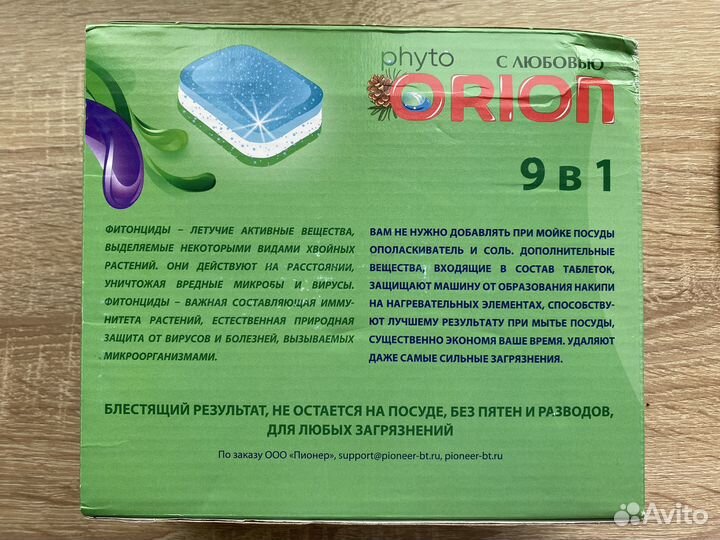 phyto С ЛЮБОВЬЮ
ORION
9 в 1
ФИТОНЦИДЫ – ЛЕТУЧИЕ АКТИВНЫЕ ВЕЩЕСТВА,
ВЫДЕЛЯЕМЫЕ НЕКОТОРЫМИ ВИДАМИ ХВОЙНЫХ
РАСТЕНИЙ. ОНИ ДЕЙСТВУЮТ НА РАССТОЯНИИ,
УНИЧТОЖАЯ ВРЕДНЫЕ МИКРОБЫ И ВИРУСЫ.
ФИТОНЦИДЫ – ВАЖНАЯ СОСТАВЛЯЮЩАЯ ИММУ-
НИТЕТА РАСТЕНИЙ, ЕСТЕСТВЕННАЯ ПРИРОДНАЯ
ЗАЩИТА ОТ ВИРУСОВ И БОЛЕЗНЕЙ, ВЫЗЫВАЕМЫХ
МИКРООРГАНИЗМАМИ.
ВАМ НЕ НУЖНО ДОБАВЛЯТЬ ПРИ МОЙКЕ ПОСУДЫ
ОПОЛАСКИВАТЕЛЬ И СОЛЬ. ДОПОЛНИТЕЛЬНЫЕ
ВЕЩЕСТВА, ВХОДЯЩИЕ В СОСТАВ ТАБЛЕТОК,
ЗАЩИЩАЮТ МАШИНУ ОТ ОБРАЗОВАНИЯ НАКИПИ
НА НАГРЕВАТЕЛЬНЫХ ЭЛЕМЕНТАХ, СПОСОБСТВУ-
ЮТ ЛУЧШЕМУ РЕЗУЛЬТАТУ ПРИ МЫТЬЕ ПОСУДЫ,
СУЩЕСТВЕННО ЭКОНОМЯ ВАШЕ ВРЕМЯ. УДАЛЯЮТ
ДАЖЕ САМЫЕ СИЛЬНЫЕ ЗАГРЯЗНЕНИЯ.
БЛЕСТЯЩИЙ РЕЗУЛЬТАТ, НЕ ОСТАЕТСЯ НА ПОСУДЕ, БЕЗ ПЯТЕН И РАЗВОДОВ,
ДЛЯ ЛЮБЫХ ЗАГРЯЗНЕНИЙ
По заказу ООО «Пионер», support@pioneer-bt.ru, pioneer-bt.ru
Avito